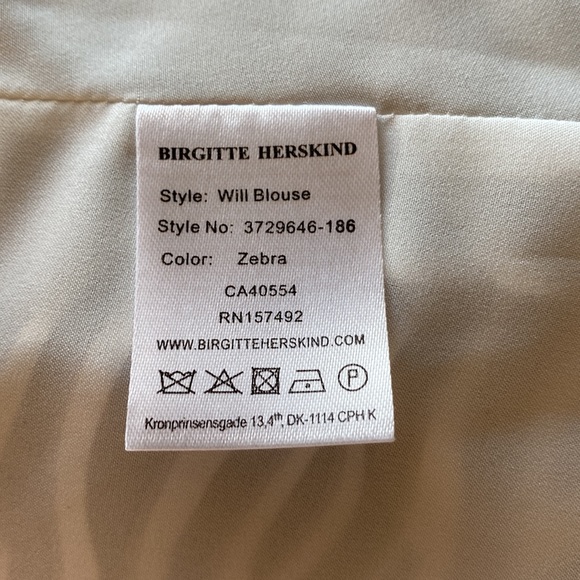 BIRGITTE HERSKIND
Style: Will Blouse
Style No: 3729646-186
Color: Zebra
CA40554
RN157492
WWW.BIRGITTEHERSKIND.COM
P
Kronprinsensgade 13,4th, DK-1114 CPH K